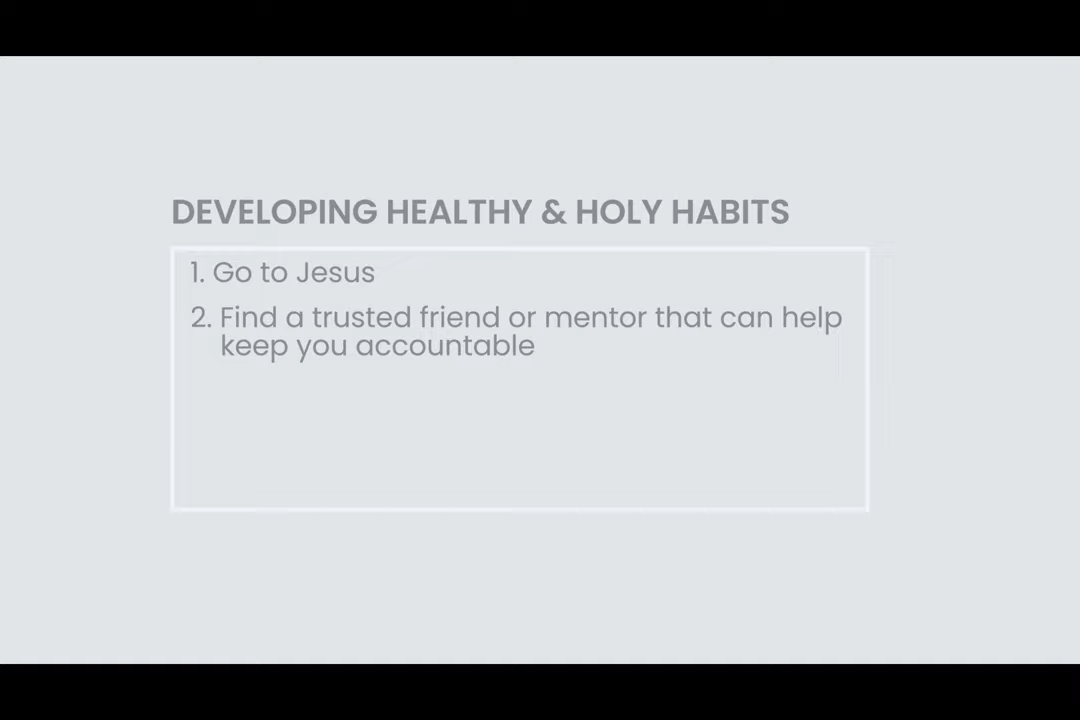 DEVELOPING HEALTHY & HOLY HABITS
1. Go to Jesus
2. Find a trusted friend or mentor that can help
keep you accountable